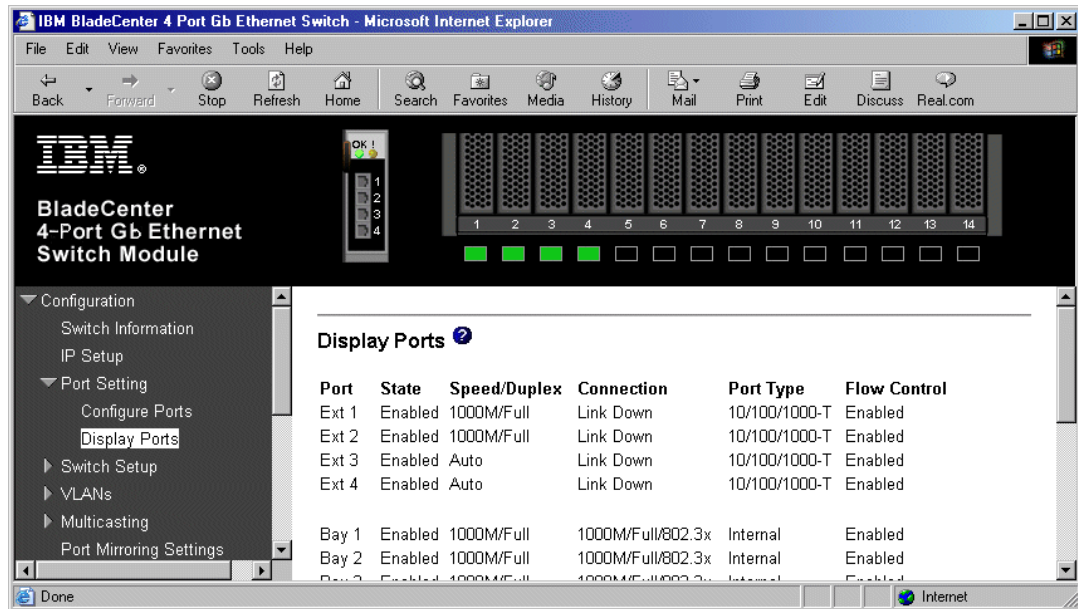 IBM BladeCenter 4 Port Gb Ethernet Switch - Microsoft Internet Explorer
File Edit View Favorites Tools Help
Back Forward Stop Refresh Home Search Favorites Media History Mail Print Edit Discuss Real.com
IBM®
BladeCenter
4-Port Gb Ethernet
Switch Module
OK !
1
2
3
4
1 2 3 4 5 6 7 8 9 10 11 12 13 14
Configuration
Switch Information
IP Setup
Port Setting
Configure Ports
Display Ports
Switch Setup
VLANs
Multicasting
Port Mirroring Settings
Display Ports ?
Port State Speed/Duplex Connection Port Type Flow Control
Ext 1 Enabled 1000M/Full Link Down 10/100/1000-T Enabled
Ext 2 Enabled 1000M/Full Link Down 10/100/1000-T Enabled
Ext 3 Enabled Auto Link Down 10/100/1000-T Enabled
Ext 4 Enabled Auto Link Down 10/100/1000-T Enabled
Bay 1 Enabled 1000M/Full 1000M/Full/802.3x Internal Enabled
Bay 2 Enabled 1000M/Full 1000M/Full/802.3x Internal Enabled
Done Internet